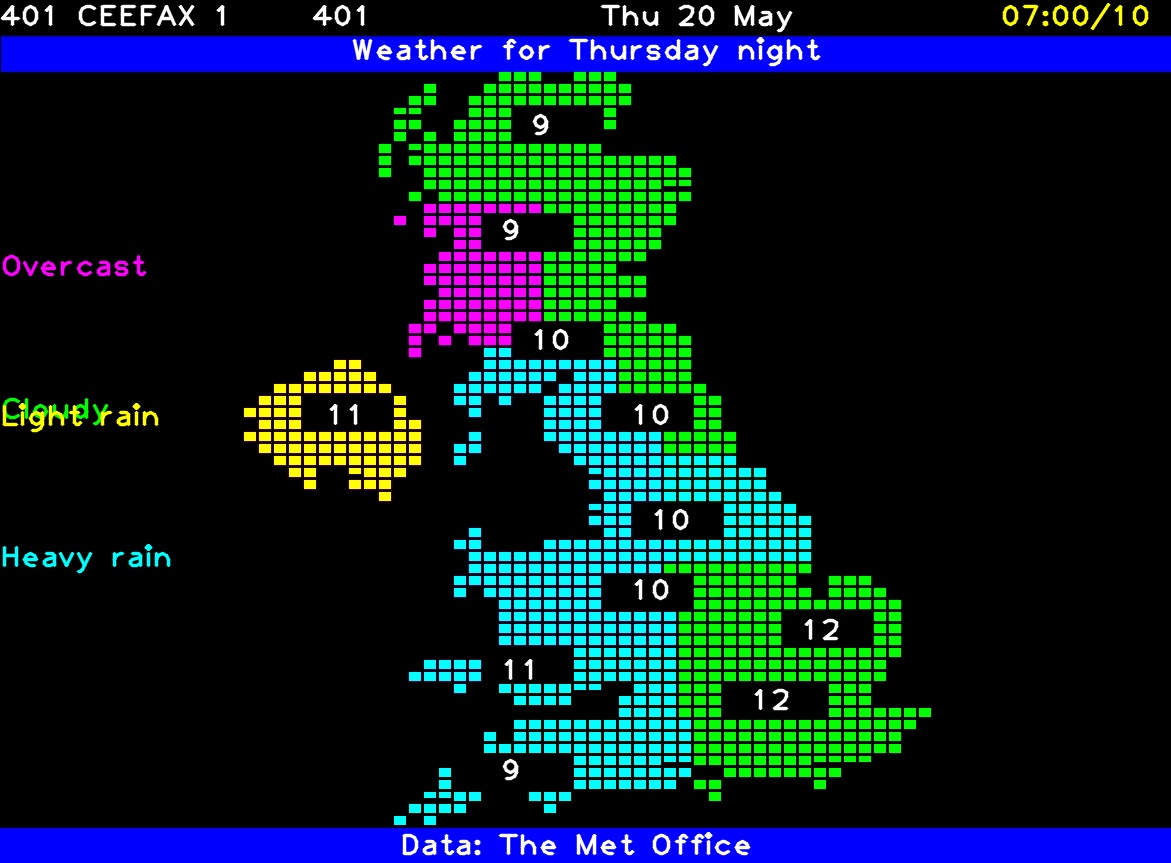 401 CEEFAX 1 401 Thu 20 May 07:00/10
Weather for Thursday night
9
9
Overcast
10
Cloudy
Light rain
11
10
10
Heavy rain
10
12
11
12
9
Data: The Met Office